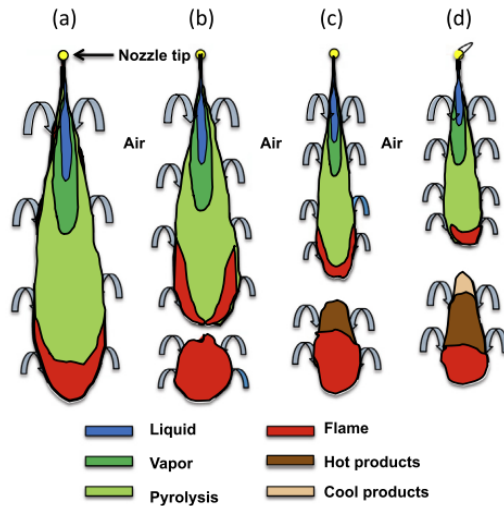 (a) (b) (c) (d)
Nozzle tip
Air Air Air
Liquid Flame
Vapor Hot products
Pyrolysis Cool products